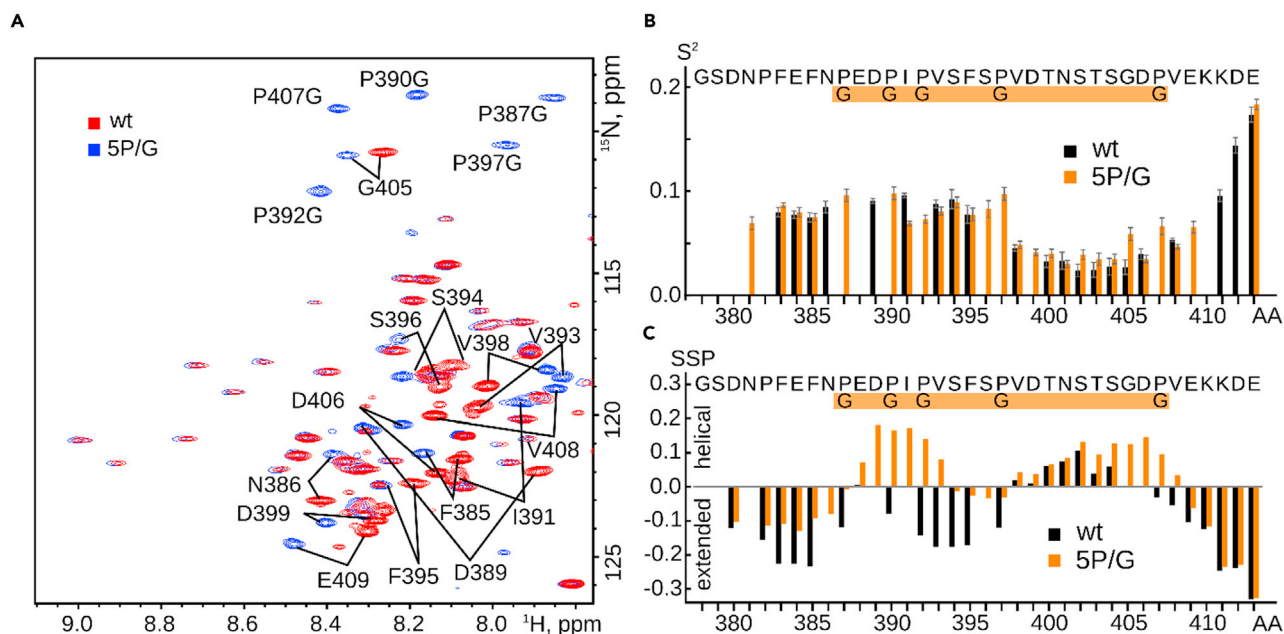 A
wt
5P/G
P407G
P390G
P387G
P397G
G405
P392G
S394
S396
V393
V398
D406
V408
N386
F385
I391
D399
E409
F395
D389
¹⁵N, ppm
115
120
125
9.0 8.8 8.6 8.4 8.2 ¹H, ppm 8.0
B
S²
GSDNPFEFNPEDPIPVSFSPVDTNSTSGDPVEKKDE
G G G G G
0.2
0.1
0.0
wt
5P/G
380 385 390 395 400 405 410 AA
C
SSP
GSDNPFEFNPEDPIPVSFSPVDTNSTSGDPVEKKDE
G G G G G
0.3
0.2
0.1
0.0
-0.1
-0.2
-0.3
helical
extended
wt
5P/G
380 385 390 395 400 405 410 AA